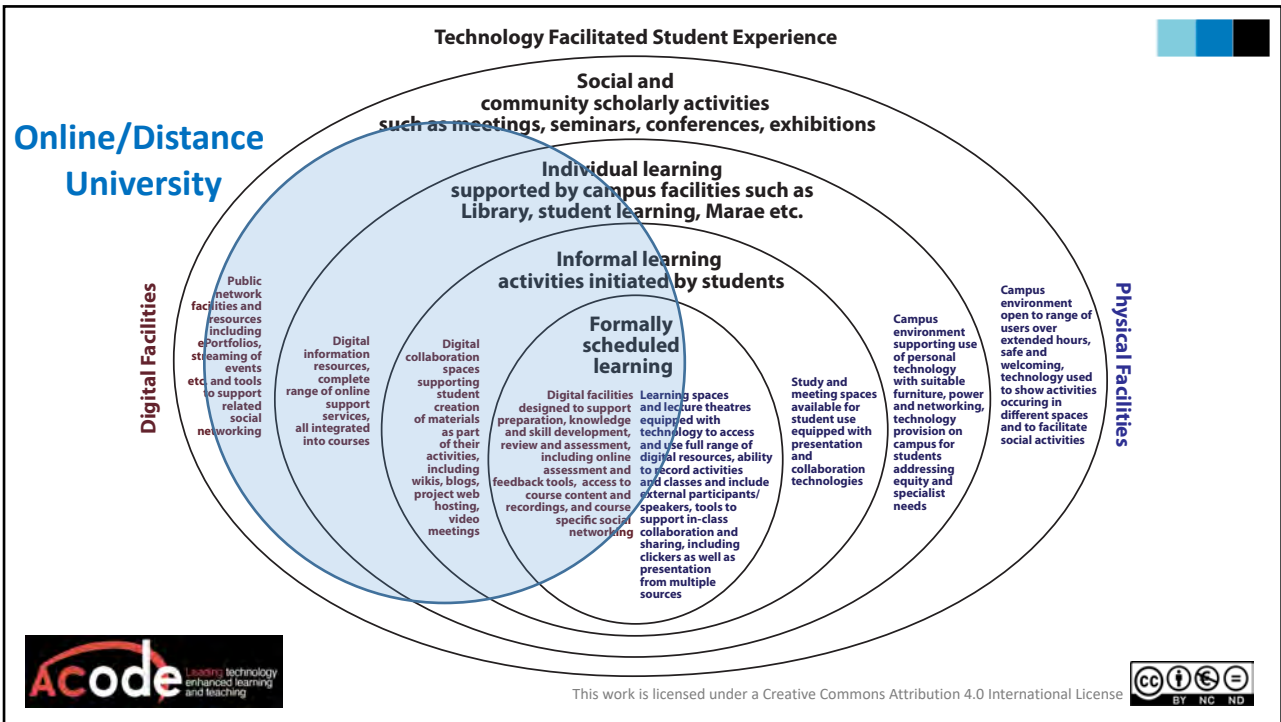 Technology Facilitated Student Experience
Social and
community scholarly activities
such as meetings, seminars, conferences, exhibitions
Online/Distance
University
Individual learning
supported by campus facilities such as
Library, student learning, Marae etc.
Informal learning
activities initiated by students
Formally
scheduled
learning
Digital Facilities
Public
network
facilities and
resources
including
ePortfolios,
streaming of
events
etc. and tools
to support
related
social
networking
Digital
information
resources,
complete
range of online
support
services,
all integrated
into courses
Digital
collaboration
spaces
supporting
student
creation
of materials
as part
of their
activities,
including
wikis, blogs,
project web
hosting,
video
meetings
Digital facilities
designed to support
preparation, knowledge
and skill development,
review and assessment,
including online
assessment and
feedback tools, access to
course content and
recordings, and course
specific social
networking
Learning spaces
and lecture theatres
equipped with
technology to access
and use full range of
digital resources, ability
to record activities
and classes and include
external participants/
speakers, tools to
support in-class
collaboration and
sharing, including
clickers as well as
presentation
from multiple
sources
Study and
meeting spaces
available for
student use
equipped with
presentation
and
collaboration
technologies
Campus
environment
supporting use
of personal
technology
with suitable
furniture, power
and networking,
technology
provision on
campus for
students
addressing
equity and
specialist
needs
Campus
environment
open to range of
users over
extended hours,
safe and
welcoming,
technology used
to show activities
occuring in
different spaces
and to facilitate
social activities
Physical Facilities
ACode
Leading technology
enhanced learning
and teaching
This work is licensed under a Creative Commons Attribution 4.0 International License
cc
BY NC ND